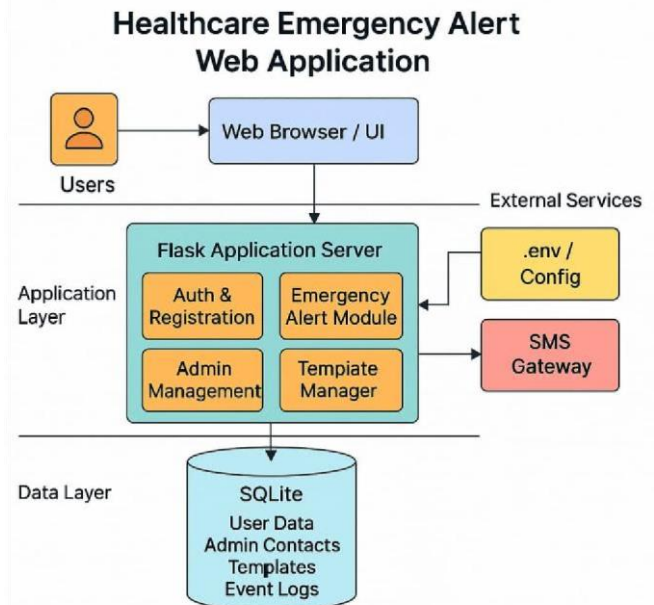 Healthcare Emergency Alert
Web Application
Users
Web Browser / UI
External Services
Application
Layer
Flask Application Server
Auth &
Registration
Emergency
Alert Module
Admin
Management
Template
Manager
.env /
Config
SMS
Gateway
Data Layer
SQLite
User Data
Admin Contacts
Templates
Event Logs